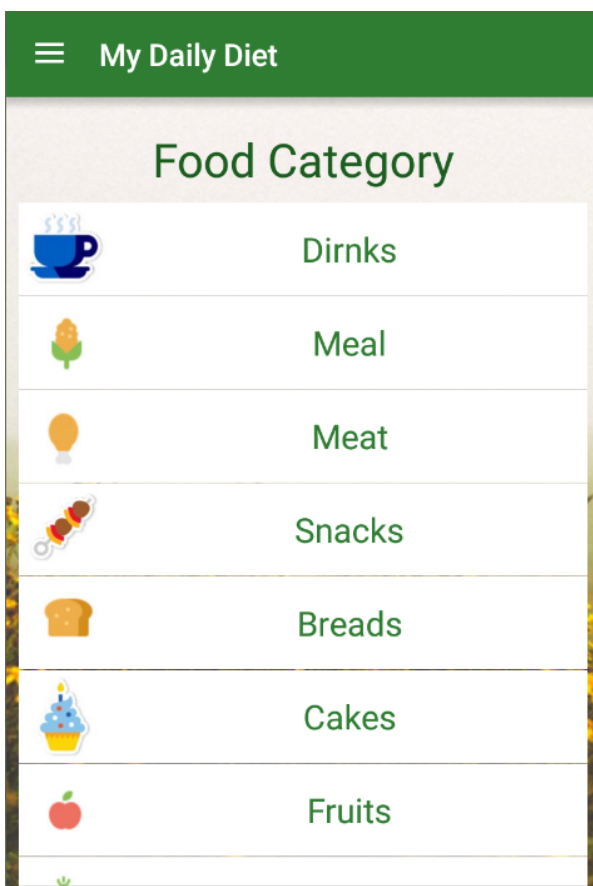 My Daily Diet
Food Category
Dirnks
Meal
Meat
Snacks
Breads
Cakes
Fruits